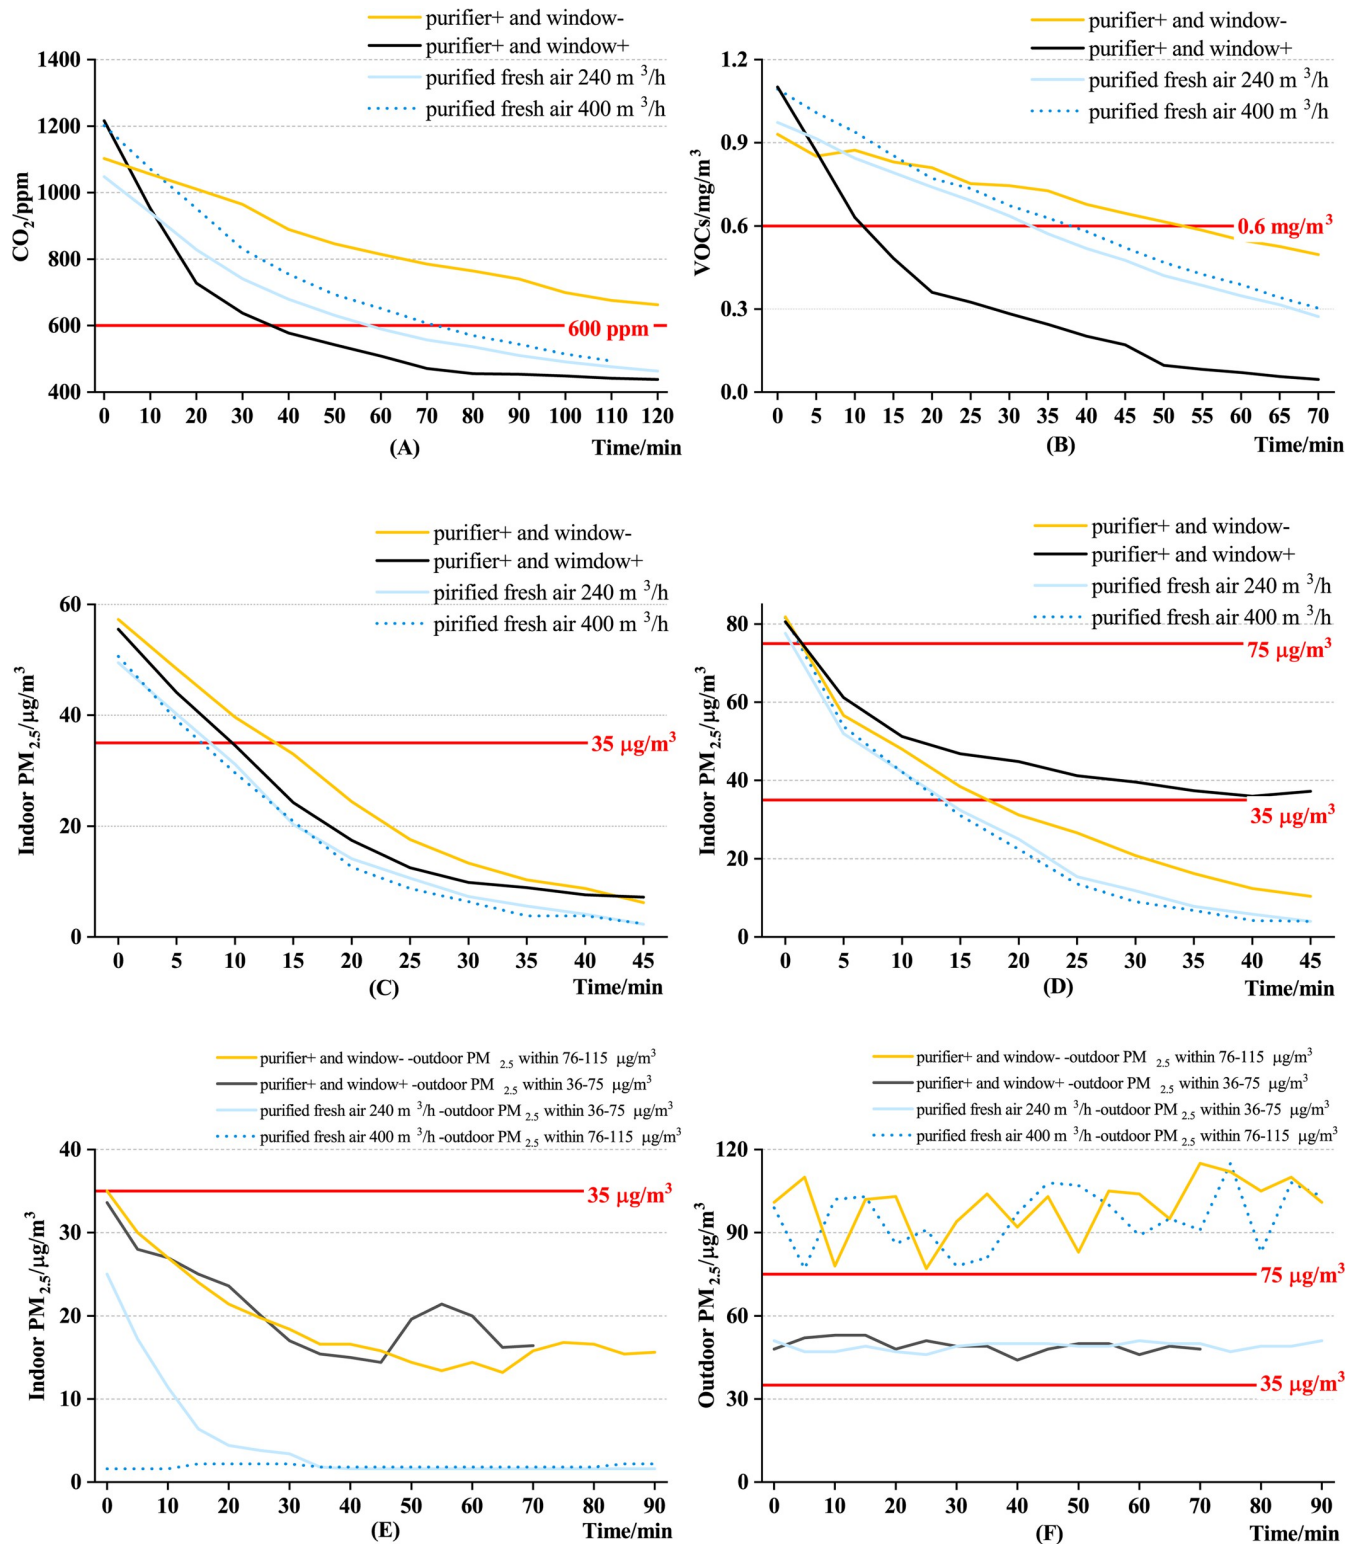 purifier+ and window-
purifier+ and window+
purified fresh air 240 m ³/h
purified fresh air 400 m ³/h
1400
1200
1000
800
600
400
CO₂/ppm
600 ppm
0 10 20 30 40 50 60 70 80 90 100 110 120
Time/min
(A)
purifier+ and window-
purifier+ and window+
purified fresh air 240 m ³/h
purified fresh air 400 m ³/h
1.2
0.9
0.6
0.3
0.0
VOCs/mg/m³
0.6 mg/m³
0 5 10 15 20 25 30 35 40 45 50 55 60 65 70
Time/min
(B)
purifier+ and window-
purifier+ and wimdow+
pirified fresh air 240 m ³/h
pirified fresh air 400 m ³/h
60
40
20
0
Indoor PM₂.₅/μg/m³
35 μg/m³
0 5 10 15 20 25 30 35 40 45
Time/min
(C)
purifier+ and window-
purifier+ and window+
purified fresh air 240 m ³/h
purified fresh air 400 m ³/h
80
60
40
20
0
Indoor PM₂.₅/μg/m³
75 μg/m³
35 μg/m³
0 5 10 15 20 25 30 35 40 45
Time/min
(D)
purifier+ and window- -outdoor PM ₂.₅ within 76-115 μg/m³
purifier+ and window+ -outdoor PM ₂.₅ within 36-75 μg/m³
purified fresh air 240 m ³/h -outdoor PM ₂.₅ within 36-75 μg/m³
purified fresh air 400 m ³/h -outdoor PM ₂.₅ within 76-115 μg/m³
40
30
20
10
0
Indoor PM₂.₅/μg/m³
35 μg/m³
0 10 20 30 40 50 60 70 80 90
Time/min
(E)
purifier+ and window- -outdoor PM ₂.₅ within 76-115 μg/m³
purifier+ and window+ -outdoor PM ₂.₅ within 36-75 μg/m³
purified fresh air 240 m ³/h -outdoor PM ₂.₅ within 36-75 μg/m³
purified fresh air 400 m ³/h -outdoor PM ₂.₅ within 76-115 μg/m³
120
90
60
30
0
Outdoor PM₂.₅/μg/m³
75 μg/m³
35 μg/m³
0 10 20 30 40 50 60 70 80 90
Time/min
(F)